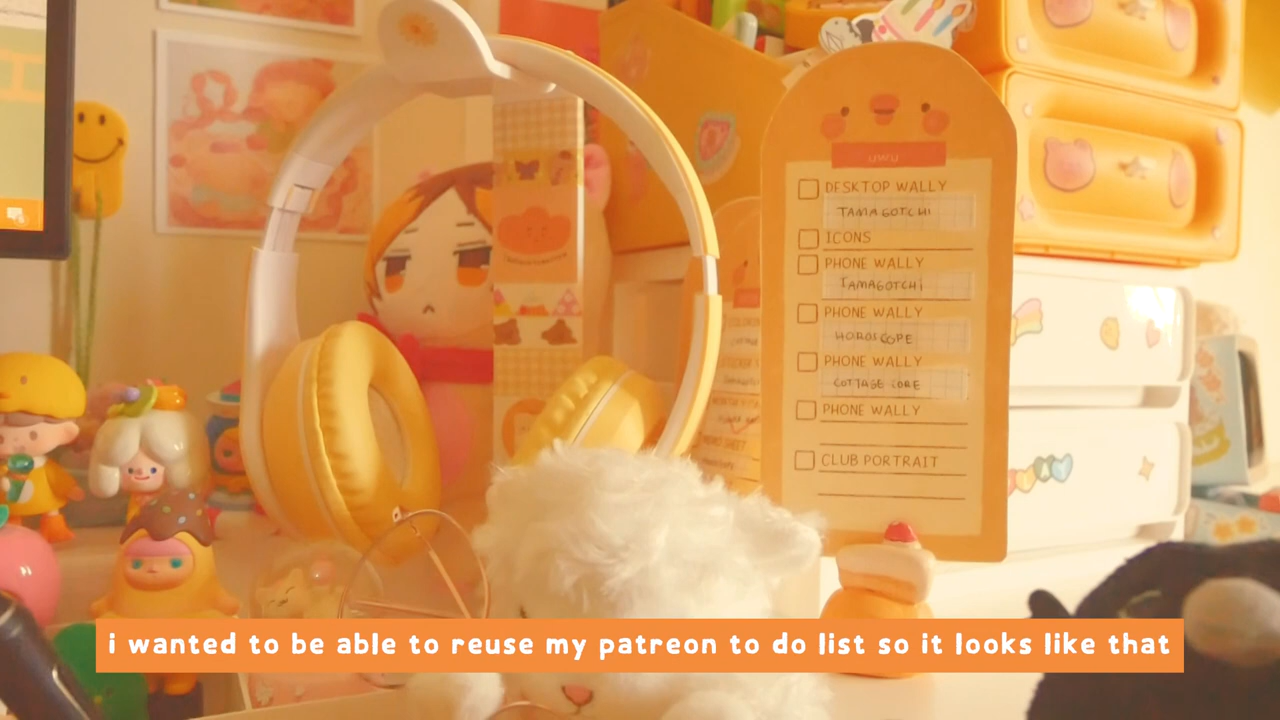 uwu
DESKTOP WALLY
TAMAGOTCHI
ICONS
PHONE WALLY
TAMAGOTCHI
PHONE WALLY
HOROSCOPE
PHONE WALLY
COTTAGE CORE
PHONE WALLY
CLUB PORTRAIT
i wanted to be able to reuse my patreon to do list so it looks like that